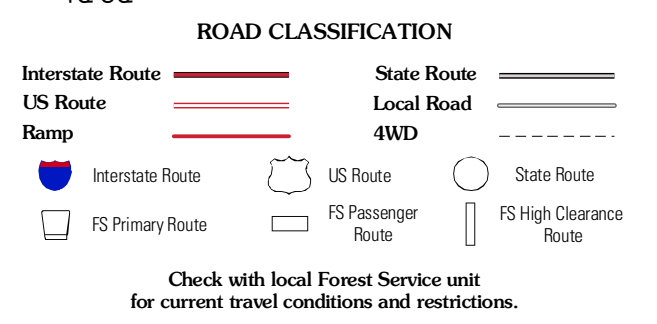 ROAD CLASSIFICATION
Interstate Route
State Route
US Route
Local Road
Ramp
4WD
Interstate Route
US Route
State Route
FS Primary Route
FS Passenger
Route
FS High Clearance
Route
Check with local Forest Service unit
for current travel conditions and restrictions.